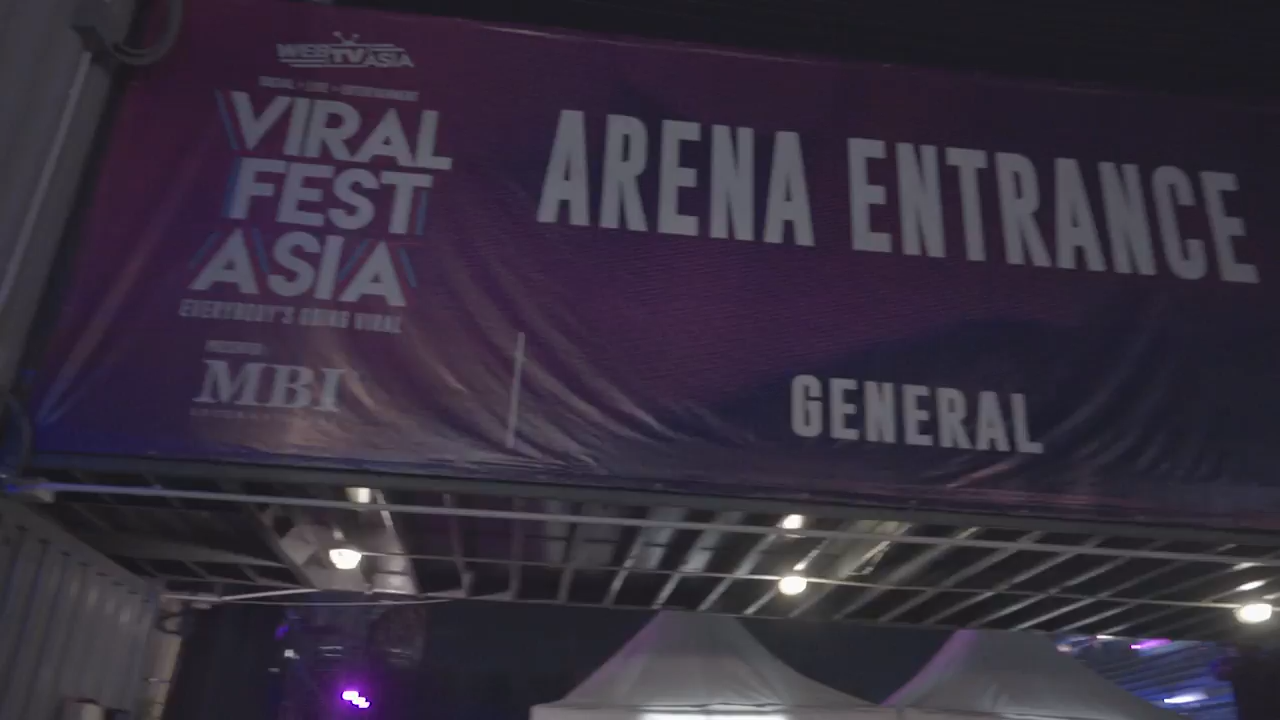 WEBTVASIA
VIRAL
FEST
ASIA
EVERYBODY'S GOING VIRAL
MBI
ARENA ENTRANCE
GENERAL